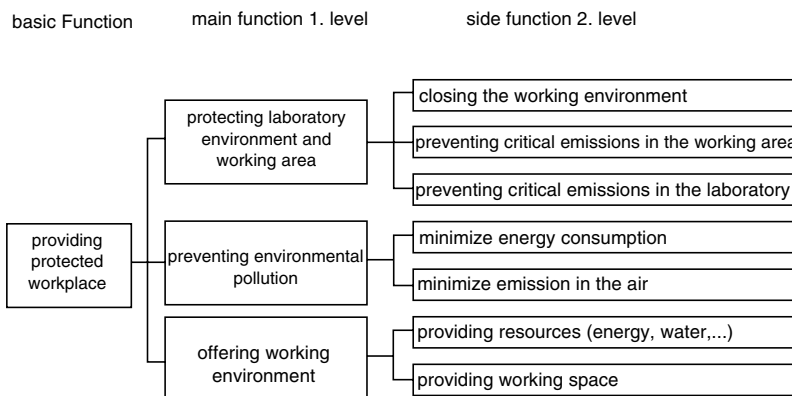 basic Function
main function 1. level
side function 2. level
providing
protected
workplace
protecting laboratory
environment and
working area
closing the working environment
preventing critical emissions in the working area
preventing critical emissions in the laboratory
preventing environmental
pollution
minimize energy consumption
minimize emission in the air
offering working
environment
providing resources (energy, water,...)
providing working space